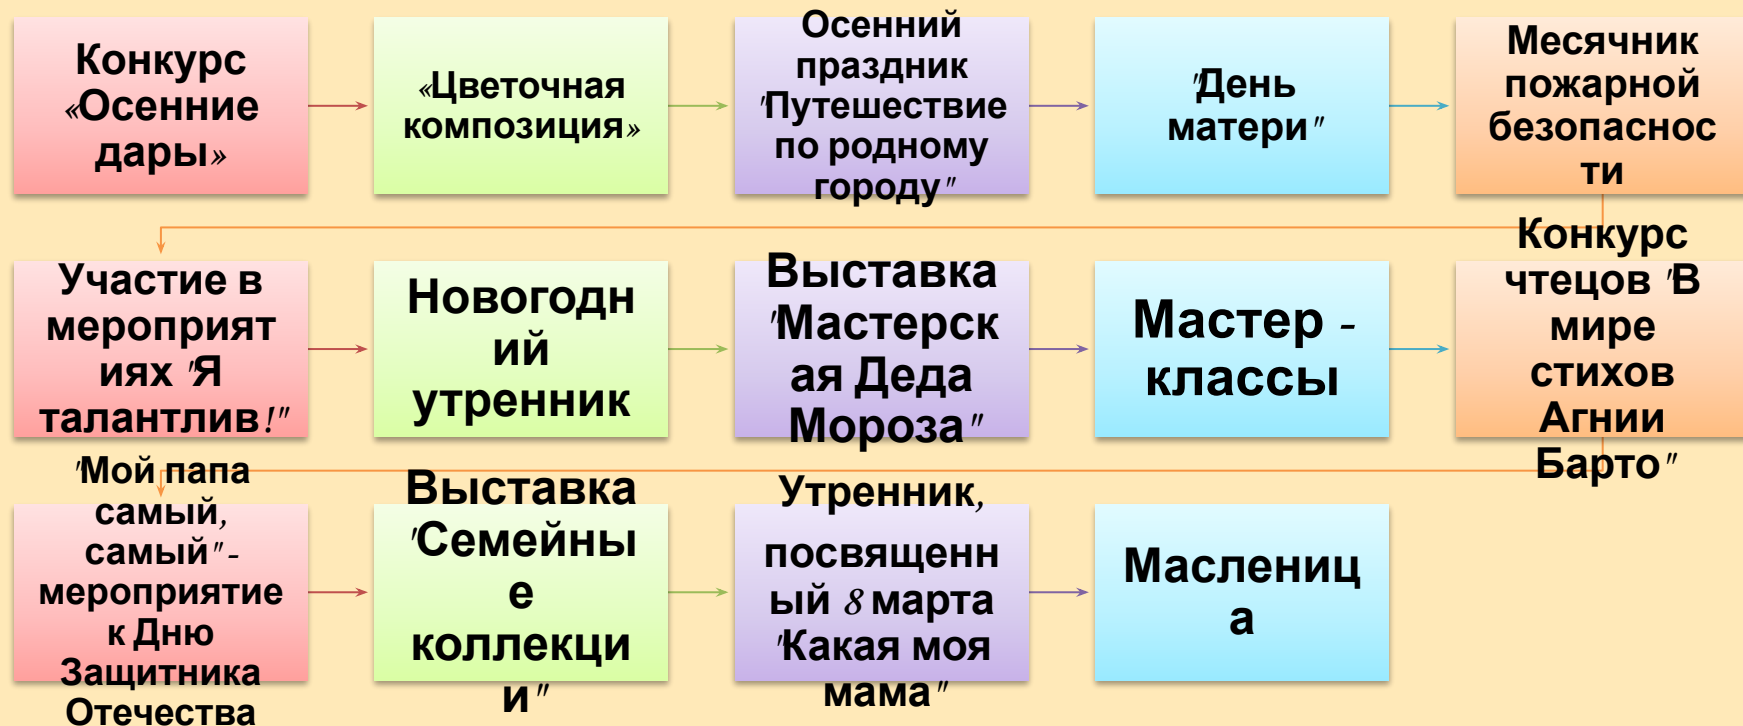 Конкурс
«Осенние
дары»
«Цветочная
композиция»
Осенний
праздник
"Путешествие
по родному
городу"
"День
матери"
Месячник
пожарной
безопаснос
ти
Участие в
мероприят
иях "Я
талантлив!"
Новогодн
ий
утренник
Выставка
"Мастерск
ая Деда
Мороза"
Мастер -
классы
Конкурс
чтецов "В
мире
стихов
Агнии
Барто"
"Мой папа
самый,
самый"-
мероприятие
к Дню
Защитника
Отечества
Выставка
"Семейны
е
коллекци
и"
Утренник,
посвященн
ый 8 марта
"Какая моя
мама"
Маслениц
а